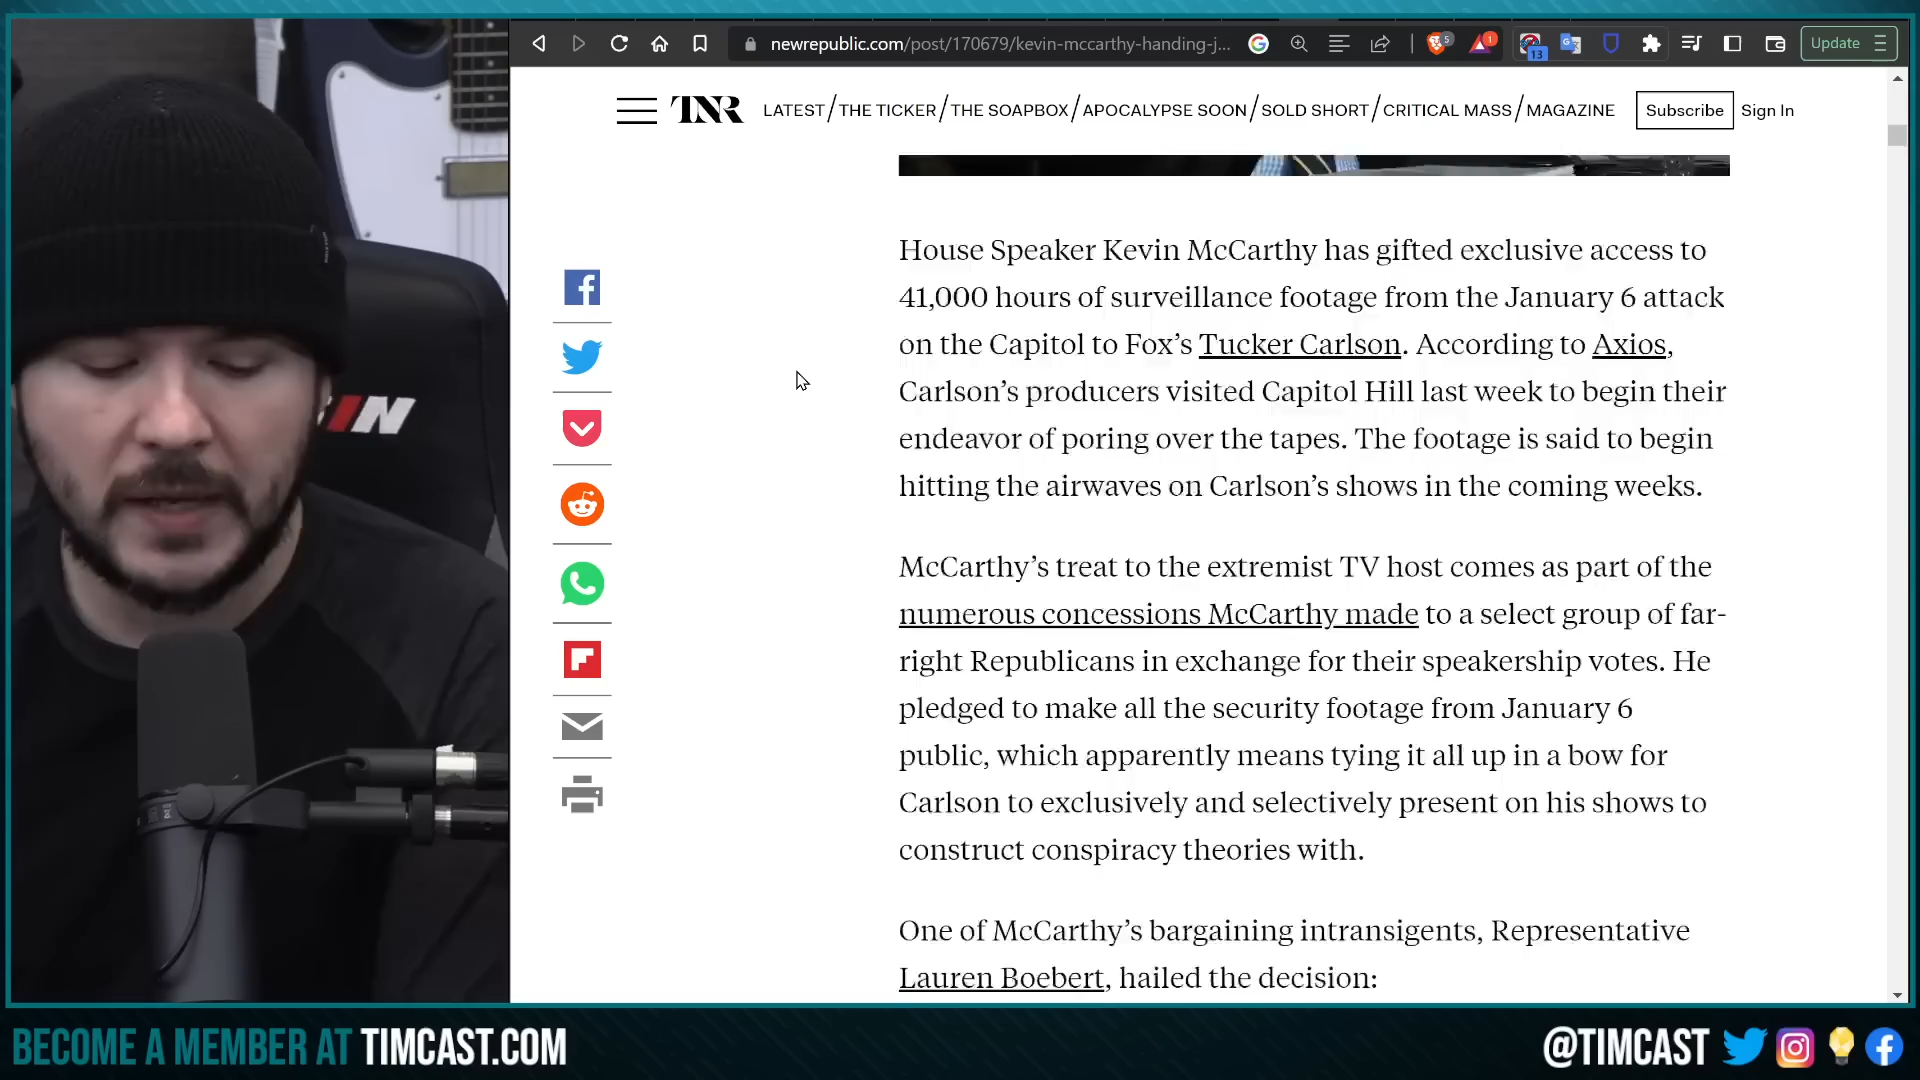 newrepublic.com/post/170679/kevin-mccarthy-handing-j...
5
1
13
Update
TNR
LATEST / THE TICKER / THE SOAPBOX / APOCALYPSE SOON / SOLD SHORT / CRITICAL MASS / MAGAZINE
Subscribe
Sign In
House Speaker Kevin McCarthy has gifted exclusive access to
41,000 hours of surveillance footage from the January 6 attack
on the Capitol to Fox’s Tucker Carlson. According to Axios,
Carlson’s producers visited Capitol Hill last week to begin their
endeavor of poring over the tapes. The footage is said to begin
hitting the airwaves on Carlson’s shows in the coming weeks.
McCarthy’s treat to the extremist TV host comes as part of the
numerous concessions McCarthy made to a select group of far-
right Republicans in exchange for their speakership votes. He
pledged to make all the security footage from January 6
public, which apparently means tying it all up in a bow for
Carlson to exclusively and selectively present on his shows to
construct conspiracy theories with.
One of McCarthy’s bargaining intransigents, Representative
Lauren Boebert, hailed the decision:
BECOME A MEMBER AT TIMCAST.COM
@TIMCAST